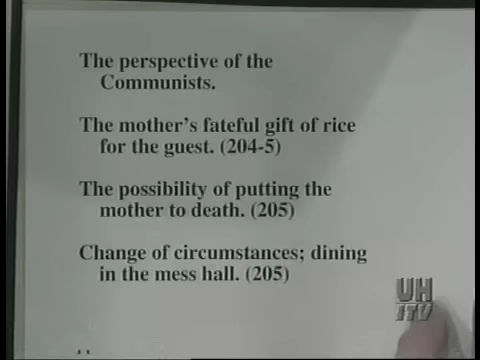 The perspective of the
Communists.
The mother's fateful gift of rice
for the guest. (204-5)
The possibility of putting the
mother to death. (205)
Change of circumstances; dining
in the mess hall. (205)
UH
ITV